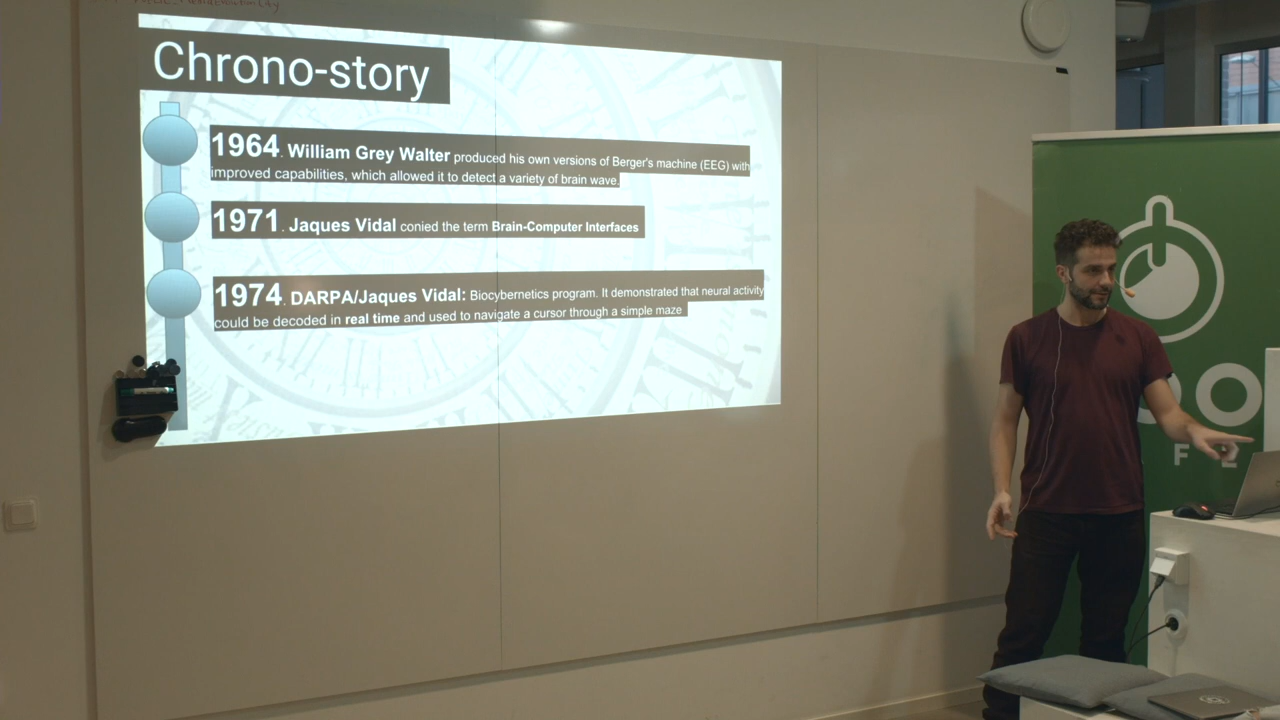 Chrono-story
1964. William Grey Walter produced his own versions of Berger's machine (EEG) with
improved capabilities, which allowed it to detect a variety of brain wave.
1971. Jaques Vidal conied the term Brain-Computer Interfaces
1974. DARPA/Jaques Vidal: Biocybernetics program. It demonstrated that neural activity
could be decoded in real time and used to navigate a cursor through a simple maze